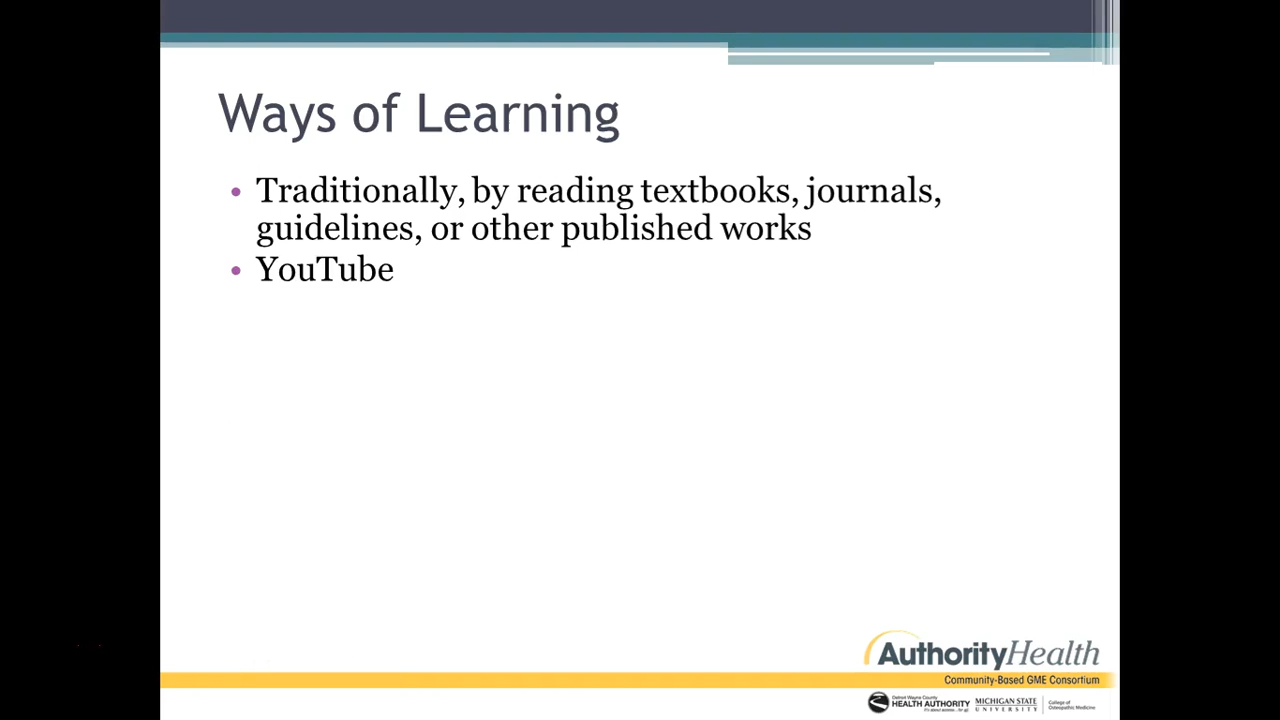 Ways of Learning
• Traditionally, by reading textbooks, journals,
guidelines, or other published works
• YouTube
AuthorityHealth
Community-Based GME Consortium
Detroit Wayne County
HEALTH AUTHORITY
MICHIGAN STATE
UNIVERSITY
College of
Osteopathic Medicine